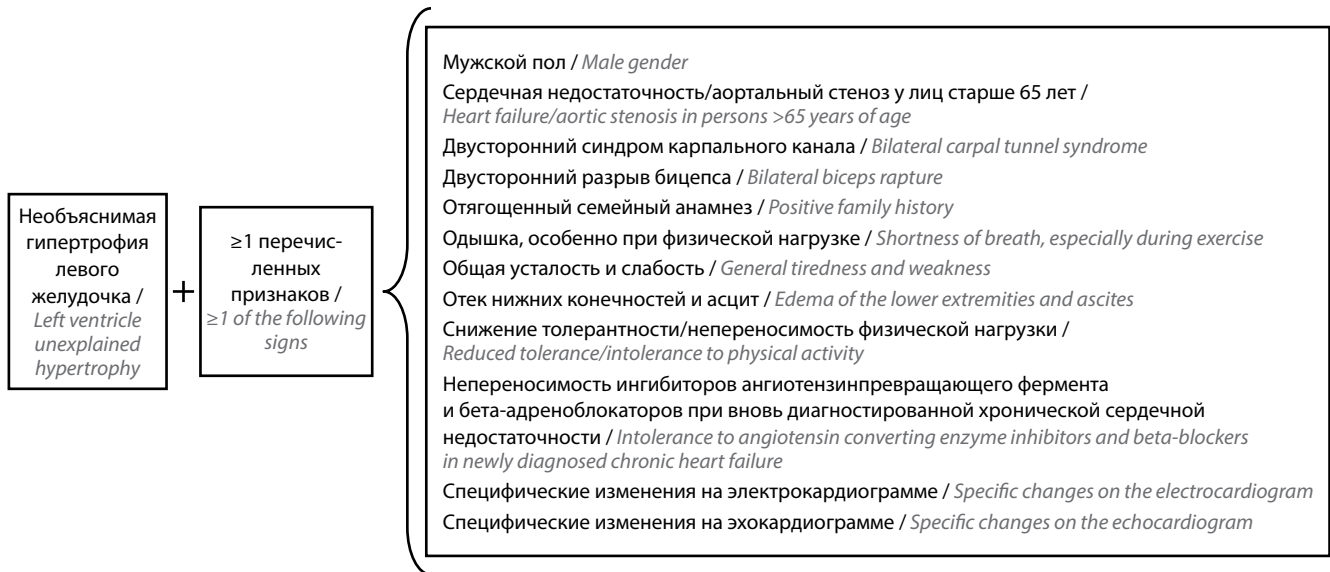 Необъяснимая
гипертрофия
левого
желудочка /
Left ventricle
unexplained
hypertrophy
+
≥1 перечис-
ленных
признаков /
≥1 of the following
signs
Мужской пол / Male gender
Сердечная недостаточность/аортальный стеноз у лиц старше 65 лет /
Heart failure/aortic stenosis in persons >65 years of age
Двусторонний синдром карпального канала / Bilateral carpal tunnel syndrome
Двусторонний разрыв бицепса / Bilateral biceps rapture
Отягощенный семейный анамнез / Positive family history
Одышка, особенно при физической нагрузке / Shortness of breath, especially during exercise
Общая усталость и слабость / General tiredness and weakness
Отек нижних конечностей и асцит / Edema of the lower extremities and ascites
Снижение толерантности/непереносимость физической нагрузки /
Reduced tolerance/intolerance to physical activity
Непереносимость ингибиторов ангиотензинпревращающего фермента
и бета-адреноблокаторов при вновь диагностированной хронической сердечной
недостаточности / Intolerance to angiotensin converting enzyme inhibitors and beta-blockers
in newly diagnosed chronic heart failure
Специфические изменения на электрокардиограмме / Specific changes on the electrocardiogram
Специфические изменения на эхокардиограмме / Specific changes on the echocardiogram